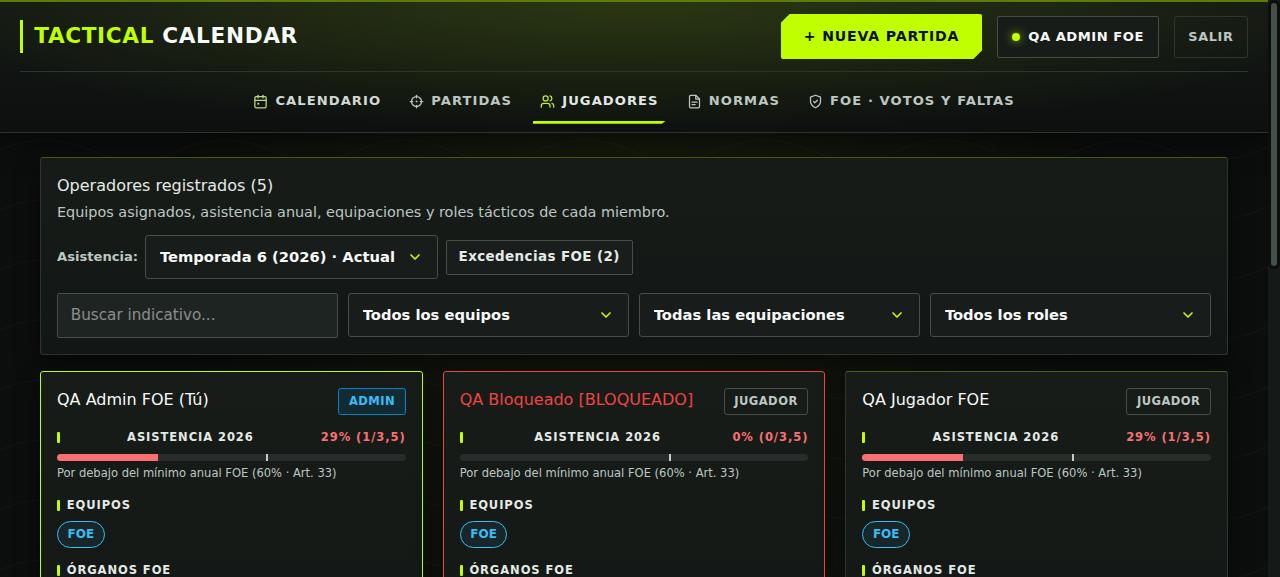 TACTICAL CALENDAR
+ NUEVA PARTIDA
QA ADMIN FOE
SALIR
CALENDARIO
PARTIDAS
JUGADORES
NORMAS
FOE · VOTOS Y FALTAS
Operadores registrados (5)
Equipos asignados, asistencia anual, equipaciones y roles tácticos de cada miembro.
Asistencia:
Temporada 6 (2026) · Actual
Excedencias FOE (2)
Buscar indicativo...
Todos los equipos
Todas las equipaciones
Todos los roles
QA Admin FOE (Tú)
ADMIN
ASISTENCIA 2026
29% (1/3,5)
Por debajo del mínimo anual FOE (60% · Art. 33)
EQUIPOS
FOE
ÓRGANOS FOE
QA Bloqueado [BLOQUEADO]
JUGADOR
ASISTENCIA 2026
0% (0/3,5)
Por debajo del mínimo anual FOE (60% · Art. 33)
EQUIPOS
FOE
ÓRGANOS FOE
QA Jugador FOE
JUGADOR
ASISTENCIA 2026
29% (1/3,5)
Por debajo del mínimo anual FOE (60% · Art. 33)
EQUIPOS
FOE
ÓRGANOS FOE